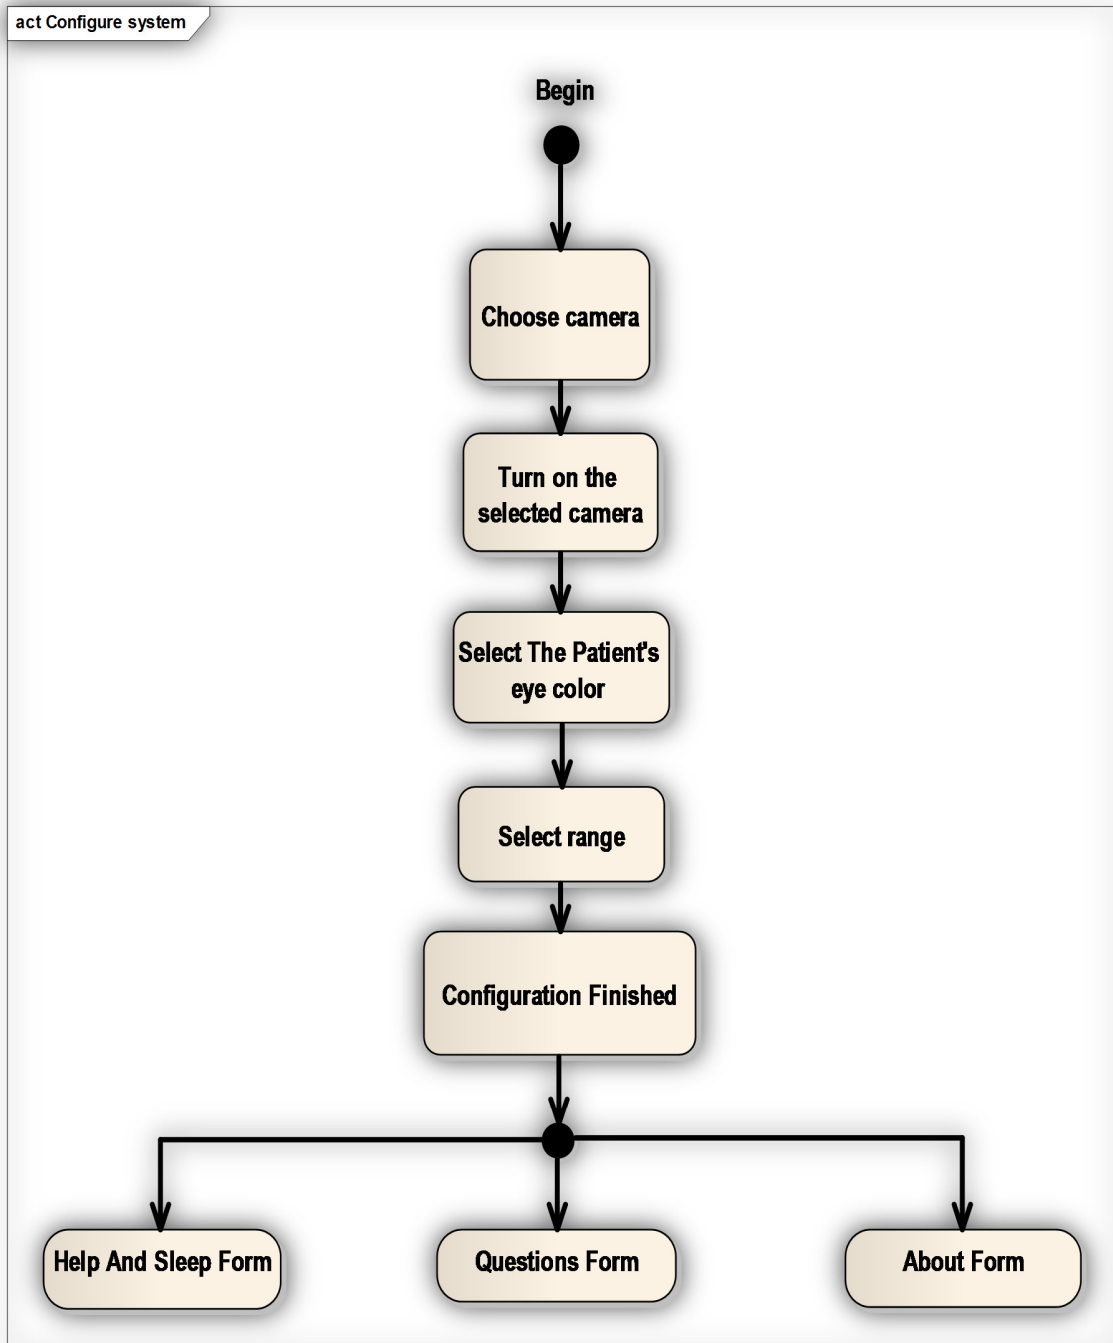 act Configure system
Begin
Choose camera
Turn on the
selected camera
Select The Patient's
eye color
Select range
Configuration Finished
Help And Sleep Form
Questions Form
About Form